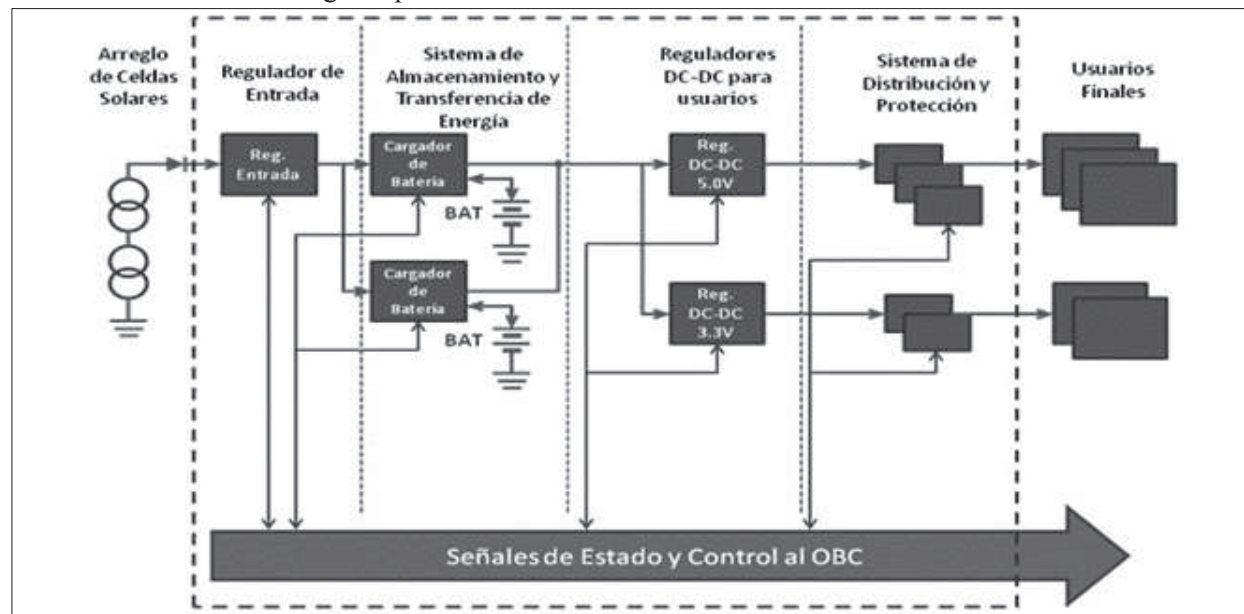 Arreglo
de Celdas
Solares
Regulador de
Entrada
Sistema de
Almacenamiento y
Transferencia de
Energía
Reguladores
DC-DC para
usuarios
Sistema de
Distribución y
Protección
Usuarios
Finales
Reg.
Entrada
Cargador
de
Batería
BAT
Cargador
de
Batería
BAT
Reg.
DC-DC
5.0V
Reg.
DC-DC
3.3V
Señales de Estado y Control al OBC